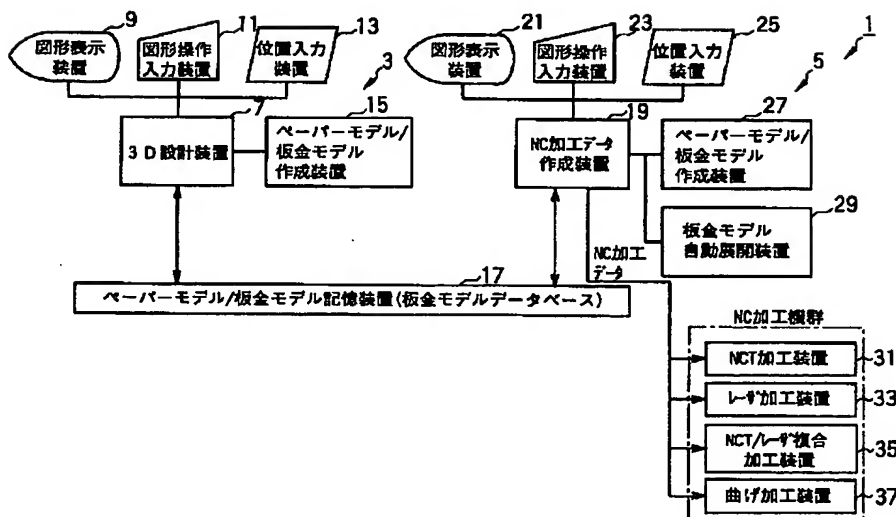 9
11
13
21
23
25
1
図形表示
装置
図形操作
入力装置
位置入力
装置
3
図形表示
装置
図形操作
入力装置
位置入力
装置
5
7
15
19
27
3D設計装置
ペーパーモデル/
板金モデル
作成装置
NC加工データ
作成装置
ペーパーモデル/
板金モデル
作成装置
29
板金モデル
自動展開装置
NC加工
データ
17
ペーパーモデル/板金モデル記憶装置(板金モデルデータベース)
NC加工機群
NCT加工装置
31
レーザ加工装置
33
NCT/レーザ複合
加工装置
35
曲げ加工装置
37